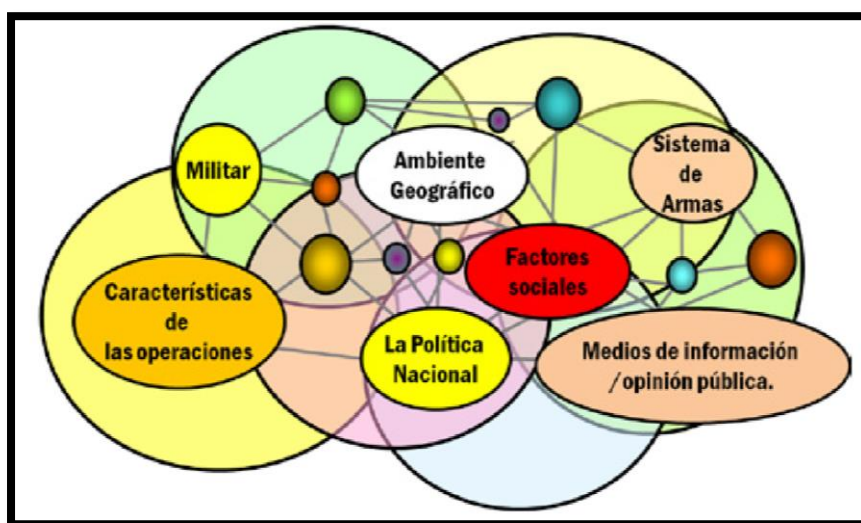 Militar
Ambiente
Geográfico
Sistema
de
Armas
Factores
sociales
Características
de
las operaciones
La Política
Nacional
Medios de información
/opinión pública.